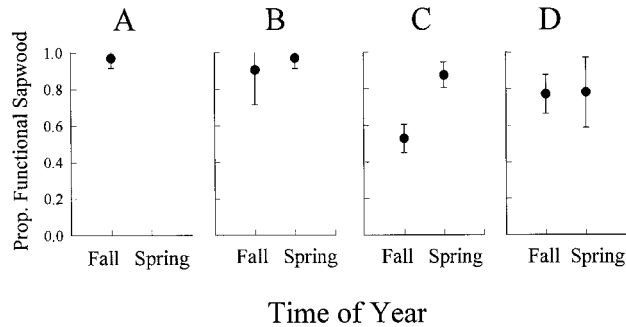 A B C D
Prop. Functional Sapwood
1.0
0.8
0.6
0.4
0.2
0.0
Fall Spring Fall Spring Fall Spring Fall Spring
Time of Year